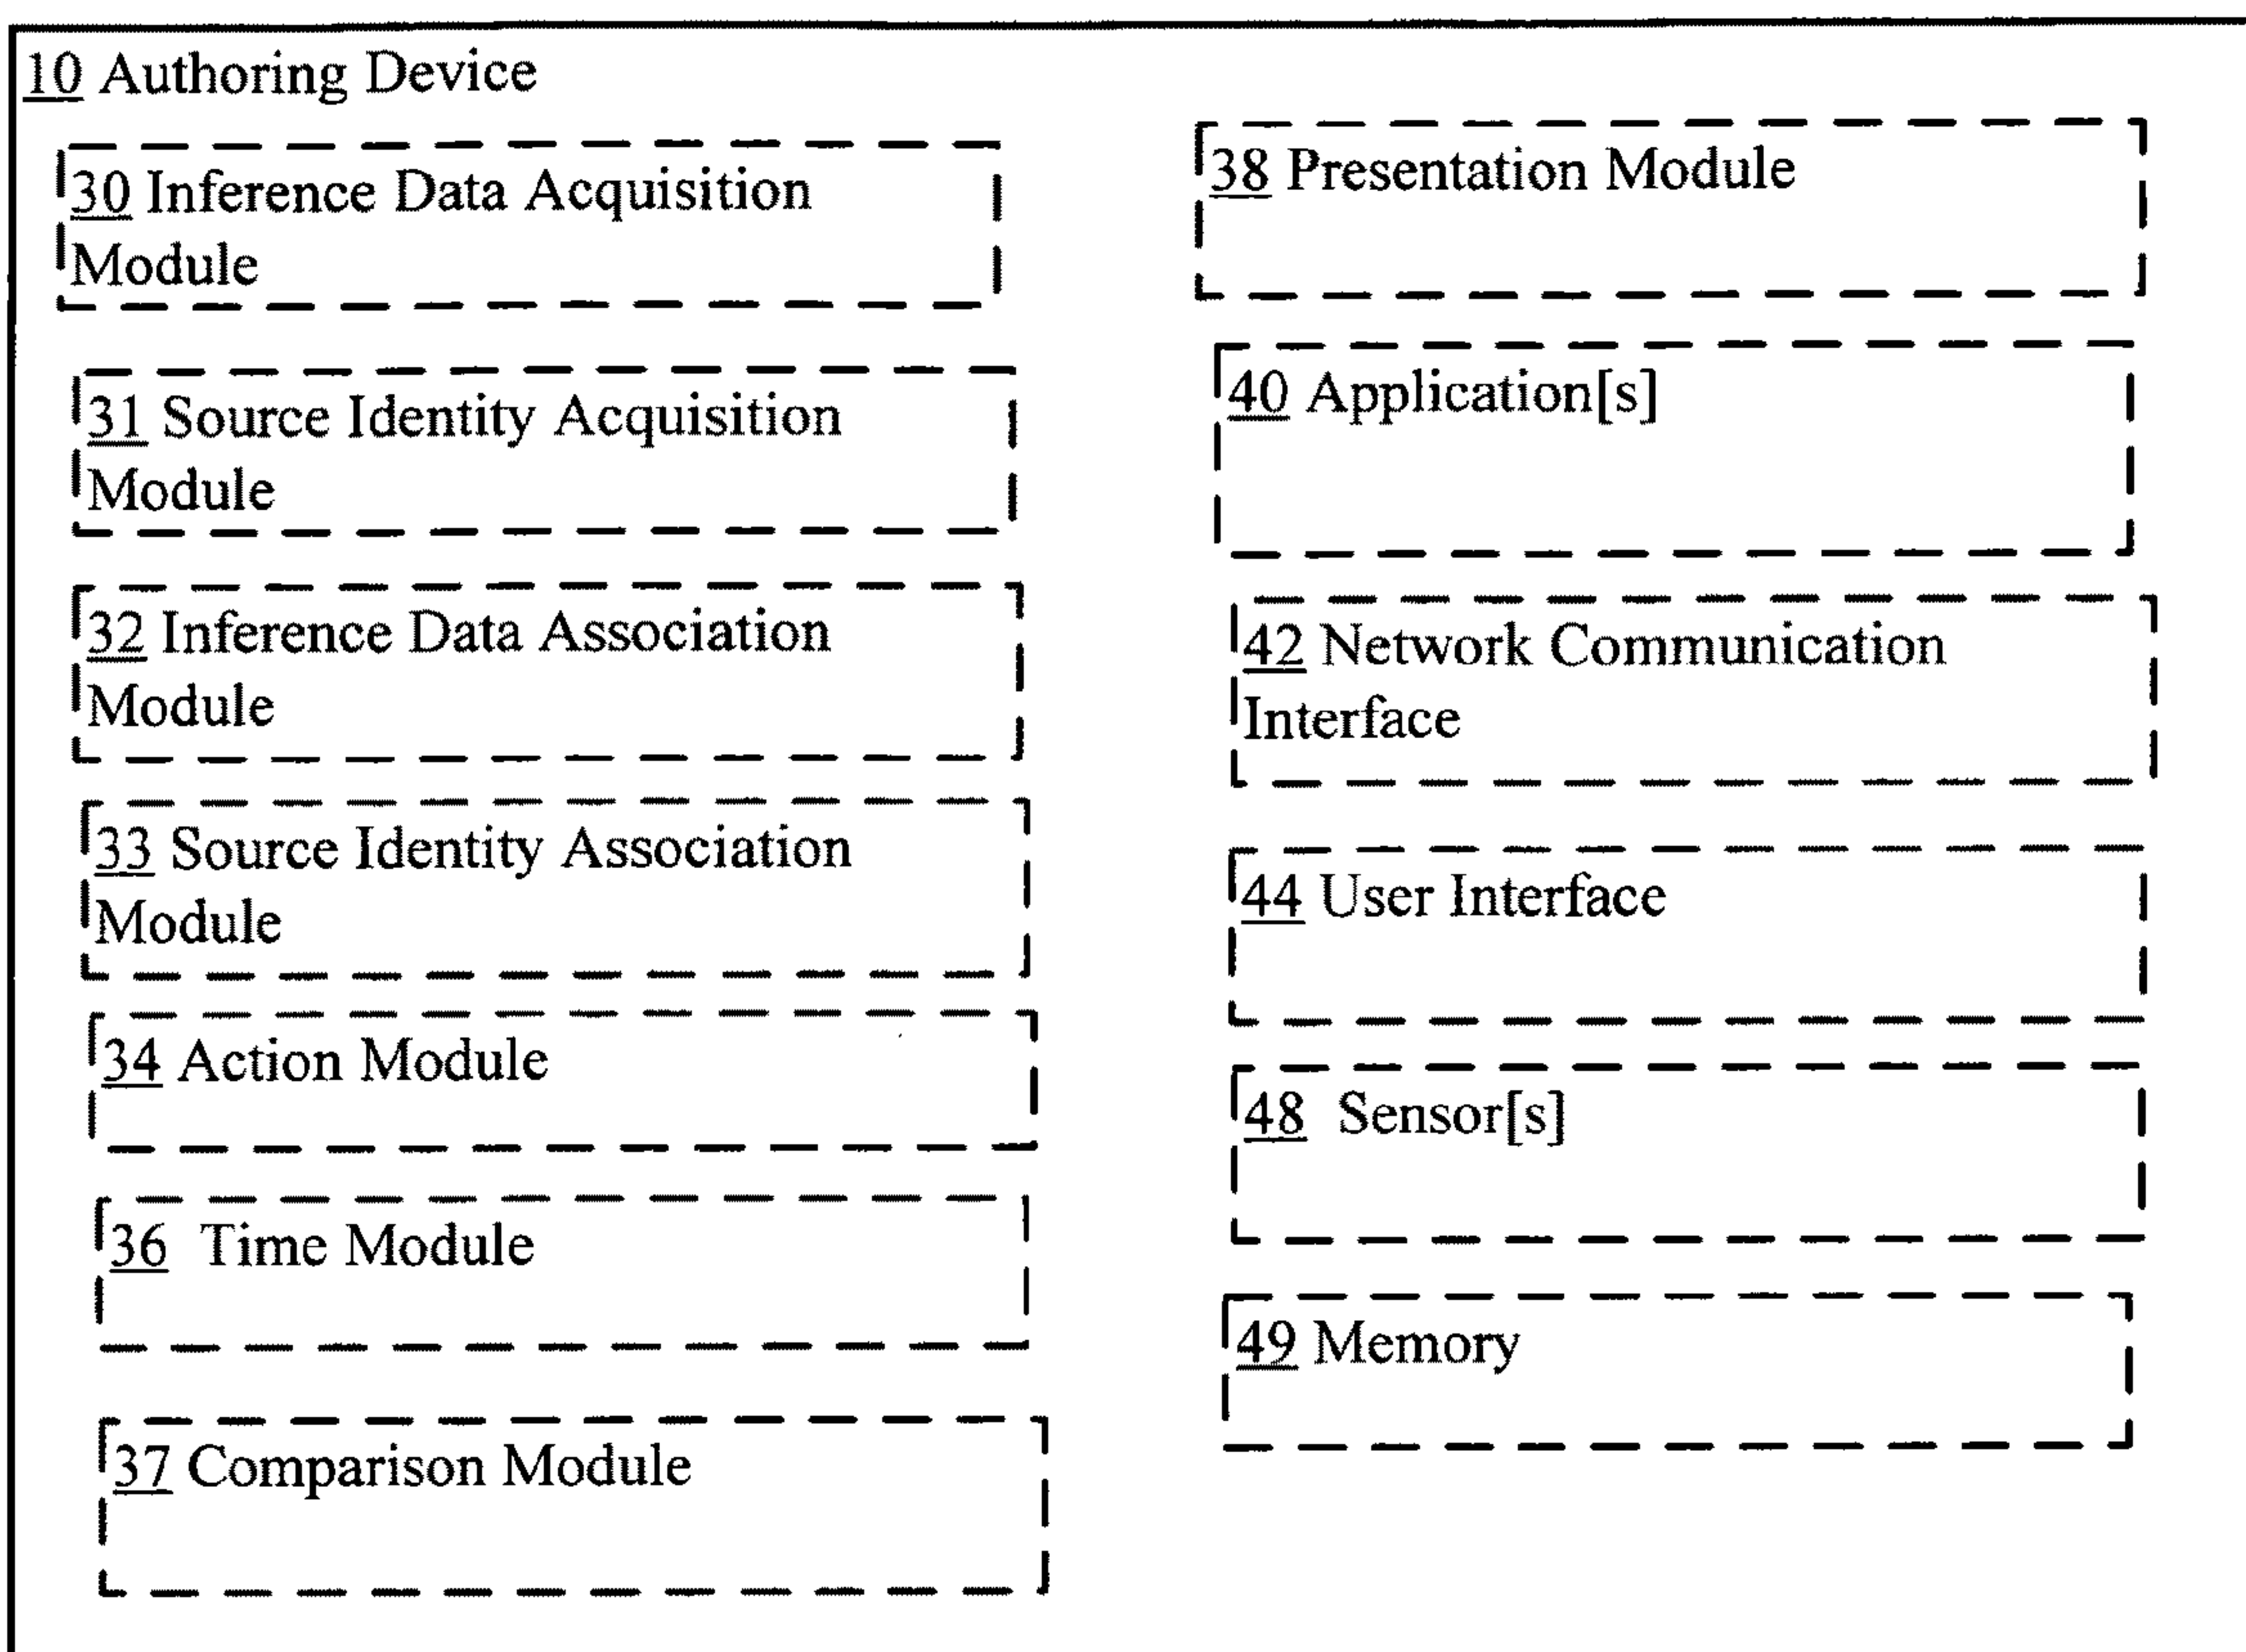 10 Authoring Device
30 Inference Data Acquisition
Module
31 Source Identity Acquisition
Module
32 Inference Data Association
Module
33 Source Identity Association
Module
34 Action Module
36 Time Module
37 Comparison Module
38 Presentation Module
40 Application[s]
42 Network Communication
Interface
44 User Interface
48 Sensor[s]
49 Memory